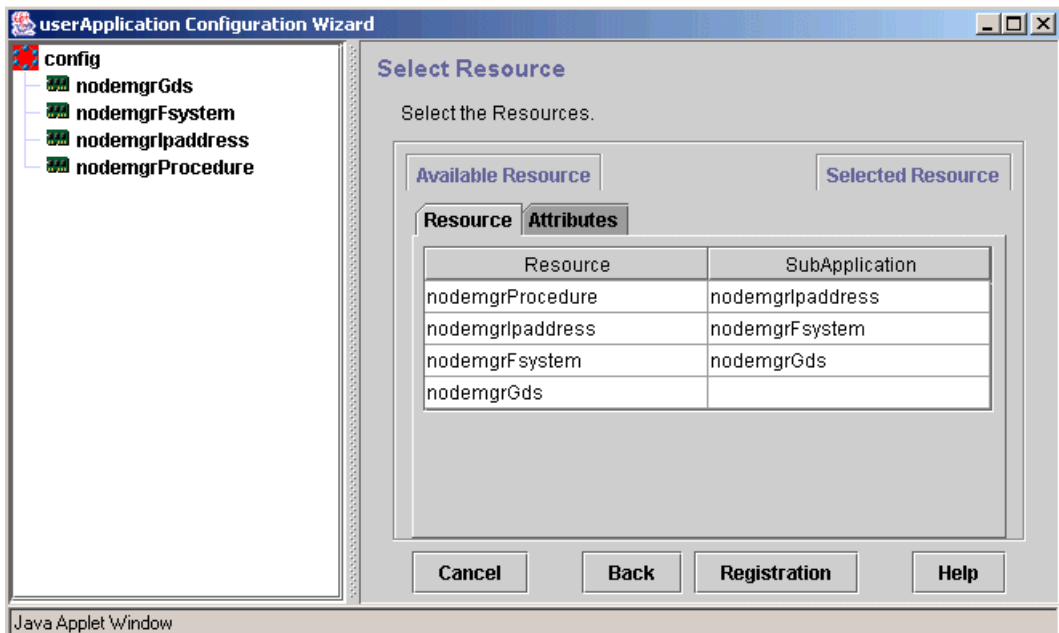 userApplication Configuration Wizard
config
nodemgrGds
nodemgrFsystem
nodemgrIpaddress
nodemgrProcedure
Select Resource
Select the Resources.
Available Resource
Selected Resource
Resource Attributes
Resource SubApplication
nodemgrProcedure nodemgrIpaddress
nodemgrIpaddress nodemgrFsystem
nodemgrFsystem nodemgrGds
nodemgrGds
Cancel Back Registration Help
Java Applet Window